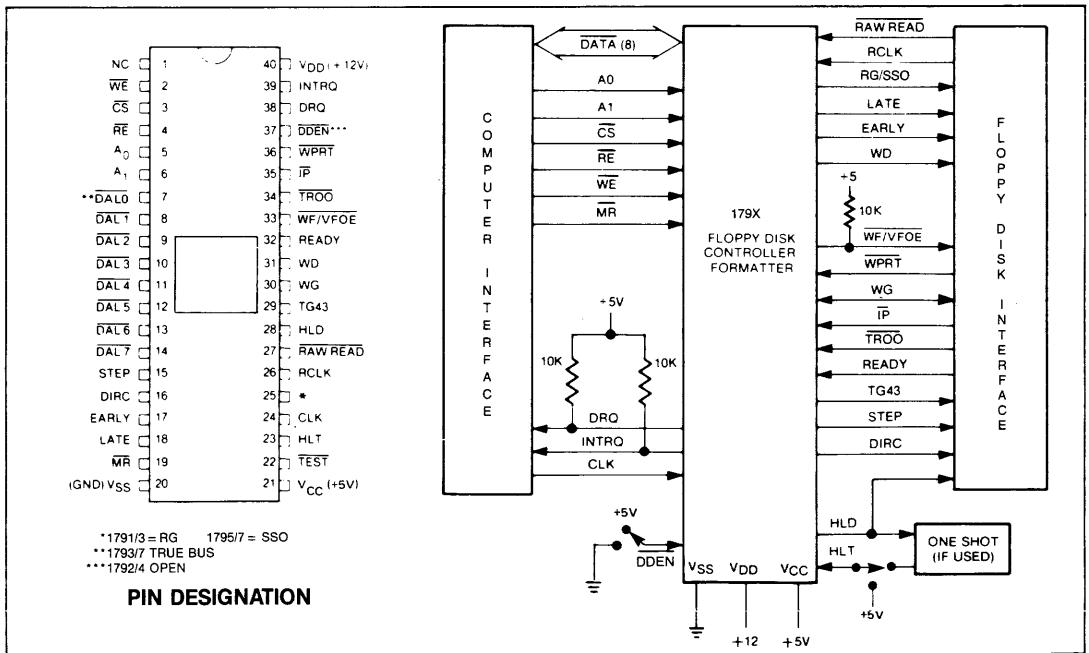 NC 1 40 VDD (+ 12V)
WE 2 39 INTRQ
CS 3 38 DRQ
RE 4 37 DDEN***
A0 5 36 WPRT
A1 6 35 IP
**DAL0 7 34 TROO
DAL1 8 33 WF/VFOE
DAL2 9 32 READY
DAL3 10 31 WD
DAL4 11 30 WG
DAL5 12 29 TG43
DAL6 13 28 HLD
DAL7 14 27 RAW READ
STEP 15 26 RCLK
DIRC 16 25 *
EARLY 17 24 CLK
LATE 18 23 HLT
MR 19 22 TEST
(GND) VSS 20 21 VCC (+5V)
*1791/3 = RG 1795/7 = SSO
**1793/7 TRUE BUS
***1792/4 OPEN
PIN DESIGNATION
COMPUTER INTERFACE
DATA (8)
A0
A1
CS
RE
WE
MR
+5V
10K
10K
DRQ
INTRQ
CLK
+5V
DDEN
179X
FLOPPY DISK
CONTROLLER
FORMATTER
VSS VDD VCC
+12 +5V
RAW READ
RCLK
RG/SSO
LATE
EARLY
WD
+5
10K
WF/VFOE
WPRT
WG
IP
TROO
READY
TG43
STEP
DIRC
HLD
HLT
+5V
ONE SHOT
(IF USED)
FLOPPY DISK INTERFACE